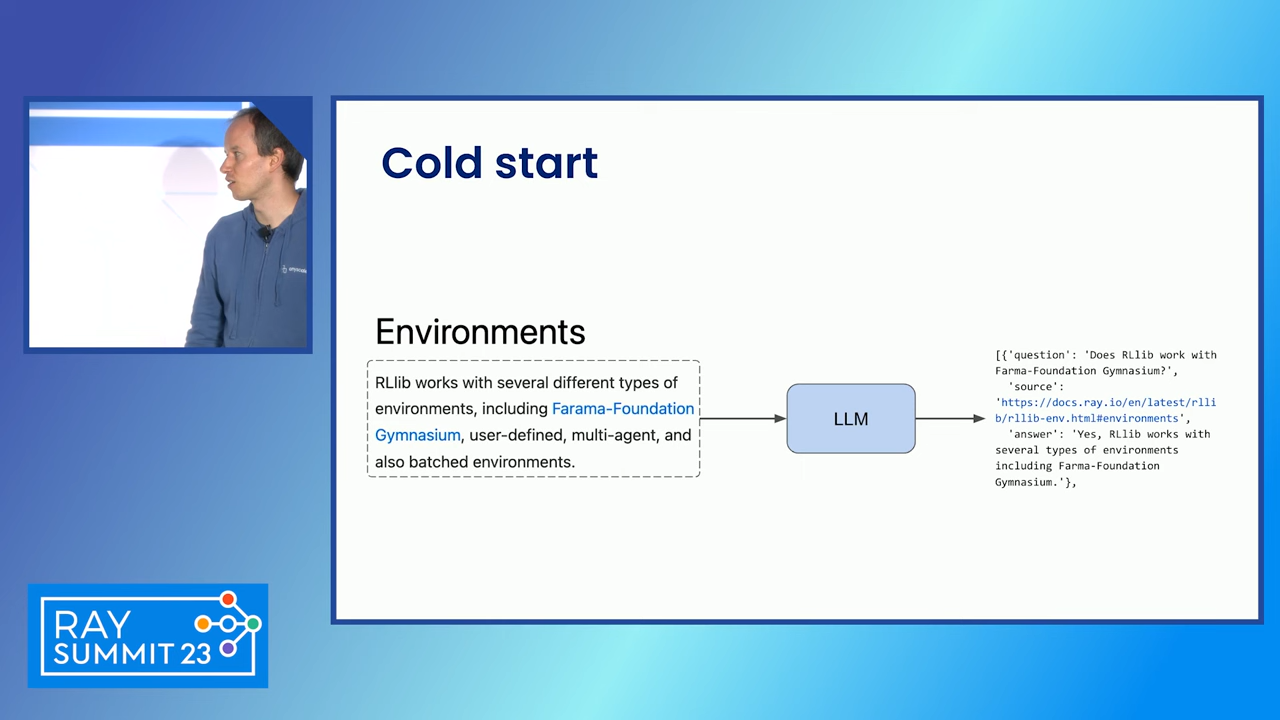 Cold start
Environments
RLlib works with several different types of
environments, including Farama-Foundation
Gymnasium, user-defined, multi-agent, and
also batched environments.
LLM
[{'question': 'Does RLlib work with
Farma-Foundation Gymnasium?',
'source':
'https://docs.ray.io/en/latest/rlli
b/rllib-env.html#environments',
'answer': 'Yes, RLlib works with
several types of environments
including Farma-Foundation
Gymnasium.'},
RAY
SUMMIT 23